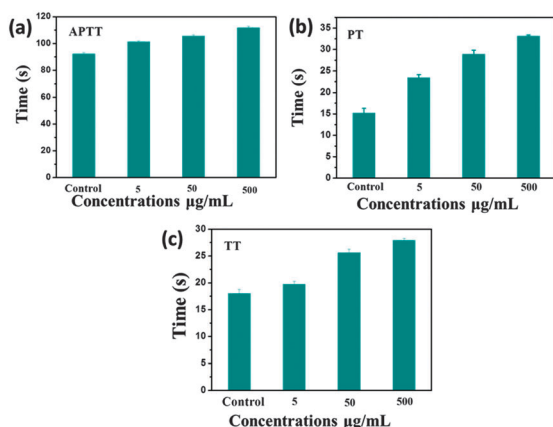 (a)
APTT
Time (s)
120
100
80
60
40
20
0
Control 5 50 500
Concentrations µg/mL
(b)
PT
Time (s)
35
30
25
20
15
10
5
0
Control 5 50 500
Concentrations µg/mL
(c)
TT
Time (s)
30
25
20
15
10
5
0
Control 5 50 500
Concentrations µg/mL